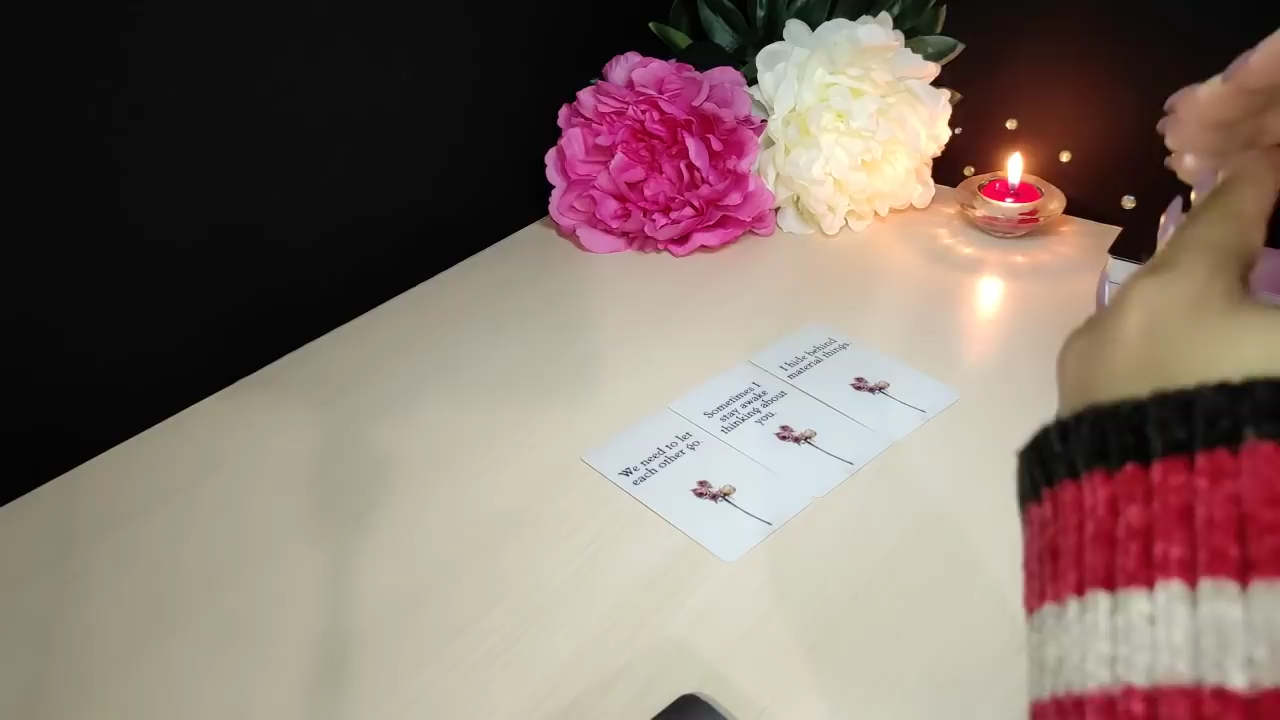 We need to let
each other go.
Sometimes I
stay awake
thinking about
you.
I hide behind
material things.